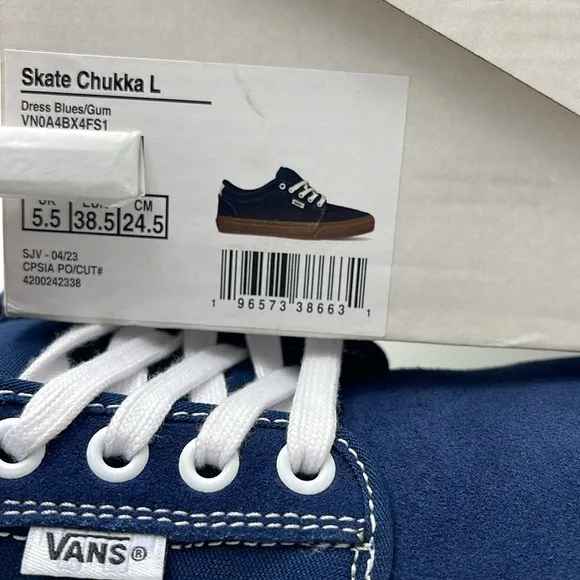 Skate Chukka L
Dress Blues/Gum
VN0A4BX4FS1
CM
5.5 38.5 24.5
SJV - 04/23
CPSIA PO/CUT#
4200242338
VANS
1 96573 38663 1
VANS®